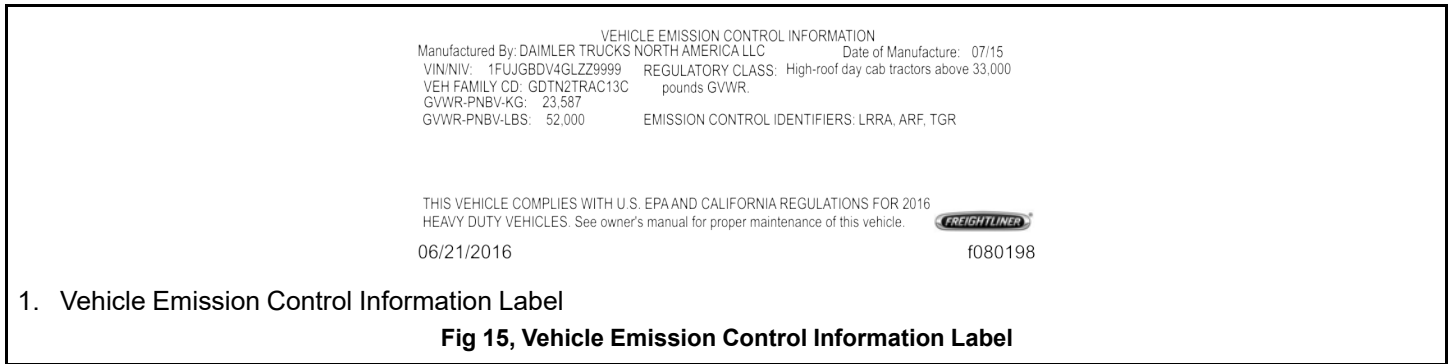 VEHICLE EMISSION CONTROL INFORMATION
Manufactured By: DAIMLER TRUCKS NORTH AMERICA LLC Date of Manufacture: 07/15
VIN/NIV: 1FUJGBDV4GLZZ9999 REGULATORY CLASS: High-roof day cab tractors above 33,000
VEH FAMILY CD: GDTN2TRAC13C pounds GVWR.
GVWR-PNBV-KG: 23,587
GVWR-PNBV-LBS: 52,000 EMISSION CONTROL IDENTIFIERS: LRRA, ARF, TGR
THIS VEHICLE COMPLIES WITH U.S. EPA AND CALIFORNIA REGULATIONS FOR 2016
HEAVY DUTY VEHICLES. See owner's manual for proper maintenance of this vehicle. FREIGHTLINER
06/21/2016 f080198
1. Vehicle Emission Control Information Label
Fig 15, Vehicle Emission Control Information Label